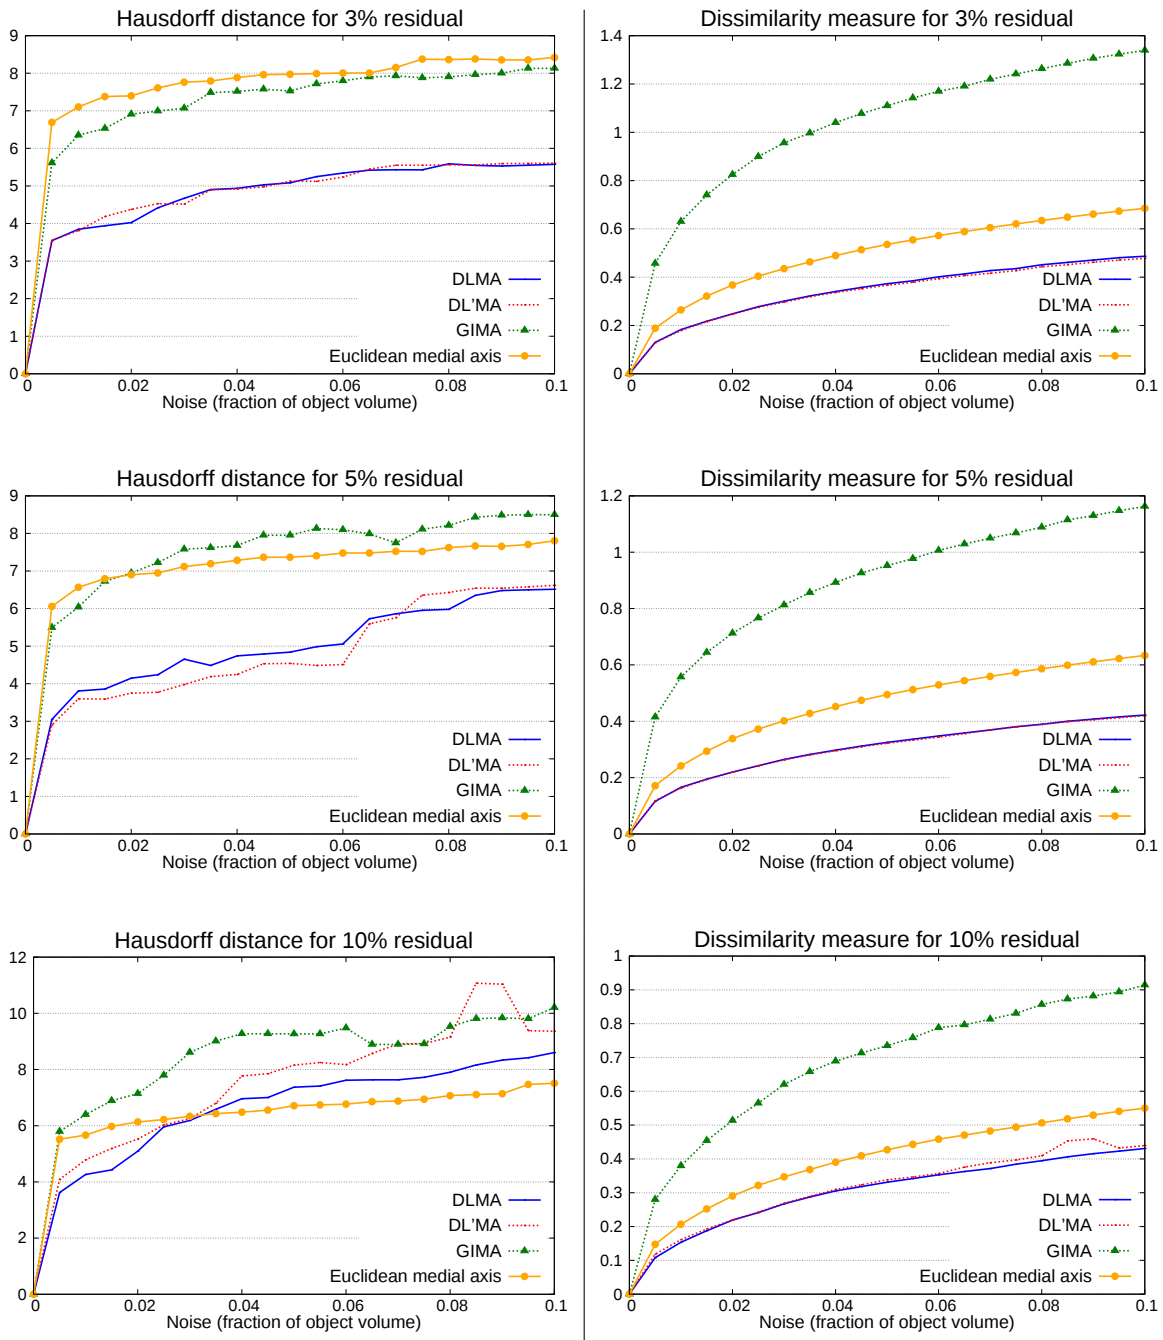 Hausdorff distance for 3% residual
9
8
7
6
5
4
3
2
1
0
DLMA
DL'MA
GIMA
Euclidean medial axis
0 0.02 0.04 0.06 0.08 0.1
Noise (fraction of object volume)
Dissimilarity measure for 3% residual
1.4
1.2
1
0.8
0.6
0.4
0.2
0
DLMA
DL'MA
GIMA
Euclidean medial axis
0 0.02 0.04 0.06 0.08 0.1
Noise (fraction of object volume)
Hausdorff distance for 5% residual
9
8
7
6
5
4
3
2
1
0
DLMA
DL'MA
GIMA
Euclidean medial axis
0 0.02 0.04 0.06 0.08 0.1
Noise (fraction of object volume)
Dissimilarity measure for 5% residual
1.2
1
0.8
0.6
0.4
0.2
0
DLMA
DL'MA
GIMA
Euclidean medial axis
0 0.02 0.04 0.06 0.08 0.1
Noise (fraction of object volume)
Hausdorff distance for 10% residual
12
10
8
6
4
2
0
DLMA
DL'MA
GIMA
Euclidean medial axis
0 0.02 0.04 0.06 0.08 0.1
Noise (fraction of object volume)
Dissimilarity measure for 10% residual
1
0.9
0.8
0.7
0.6
0.5
0.4
0.3
0.2
0.1
0
DLMA
DL'MA
GIMA
Euclidean medial axis
0 0.02 0.04 0.06 0.08 0.1
Noise (fraction of object volume)